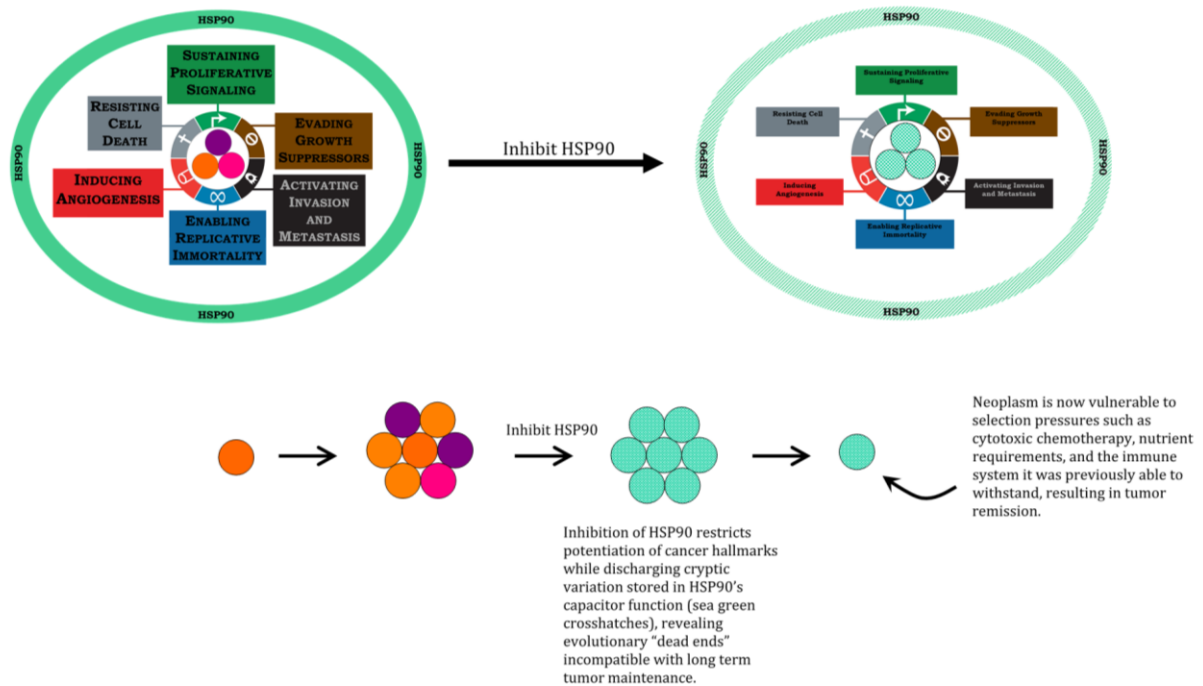 HSP90
SUSTAINING
PROLIFERATIVE
SIGNALING
RESISTING
CELL
DEATH
EVADING
GROWTH
SUPPRESSORS
HSP90
HSP90
INDUCING
ANGIOGENESIS
ACTIVATING
INVASION
AND
METASTASIS
ENABLING
REPLICATIVE
IMMORTALITY
HSP90
Inhibit HSP90
HSP90
Sustaining Proliferative
Signaling
Resisting Cell
Death
Evading Growth
Suppressors
HSP90
HSP90
Inducing
Angiogenesis
Activating Invasion
and Metastasis
Enabling Replicative
Immortality
HSP90
Inhibit HSP90
Neoplasm is now vulnerable to
selection pressures such as
cytotoxic chemotherapy, nutrient
requirements, and the immune
system it was previously able to
withstand, resulting in tumor
remission.
Inhibition of HSP90 restricts
potentiation of cancer hallmarks
while discharging cryptic
variation stored in HSP90's
capacitor function (sea green
crosshatches), revealing
evolutionary “dead ends”
incompatible with long term
tumor maintenance.